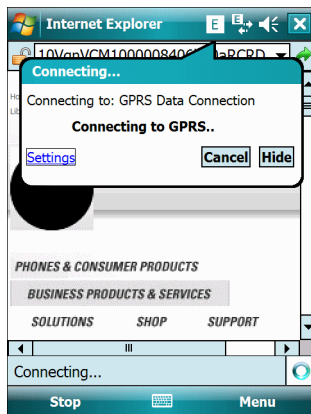 Internet Explorer
E
E
Connecting...
Connecting to: GPRS Data Connection
Connecting to GPRS..
Settings
Cancel Hide
PHONES & CONSUMER PRODUCTS
BUSINESS PRODUCTS & SERVICES
SOLUTIONS SHOP SUPPORT
Connecting...
Stop Menu